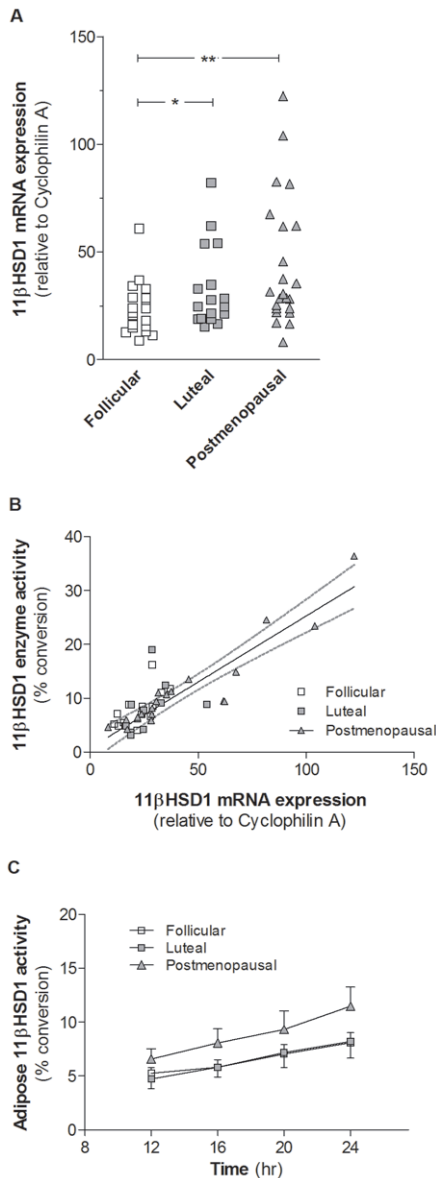 A
11βHSD1 mRNA expression
(relative to Cyclophilin A)
150
100
50
0
**
*
Follicular
Luteal
Postmenopausal
B
11βHSD1 enzyme activity
(% conversion)
40
30
20
10
0
Follicular
Luteal
Postmenopausal
0
50
100
150
11βHSD1 mRNA expression
(relative to Cyclophilin A)
C
Adipose 11βHSD1 activity
(% conversion)
20
15
10
5
0
Follicular
Luteal
Postmenopausal
8
12
16
20
24
Time (hr)